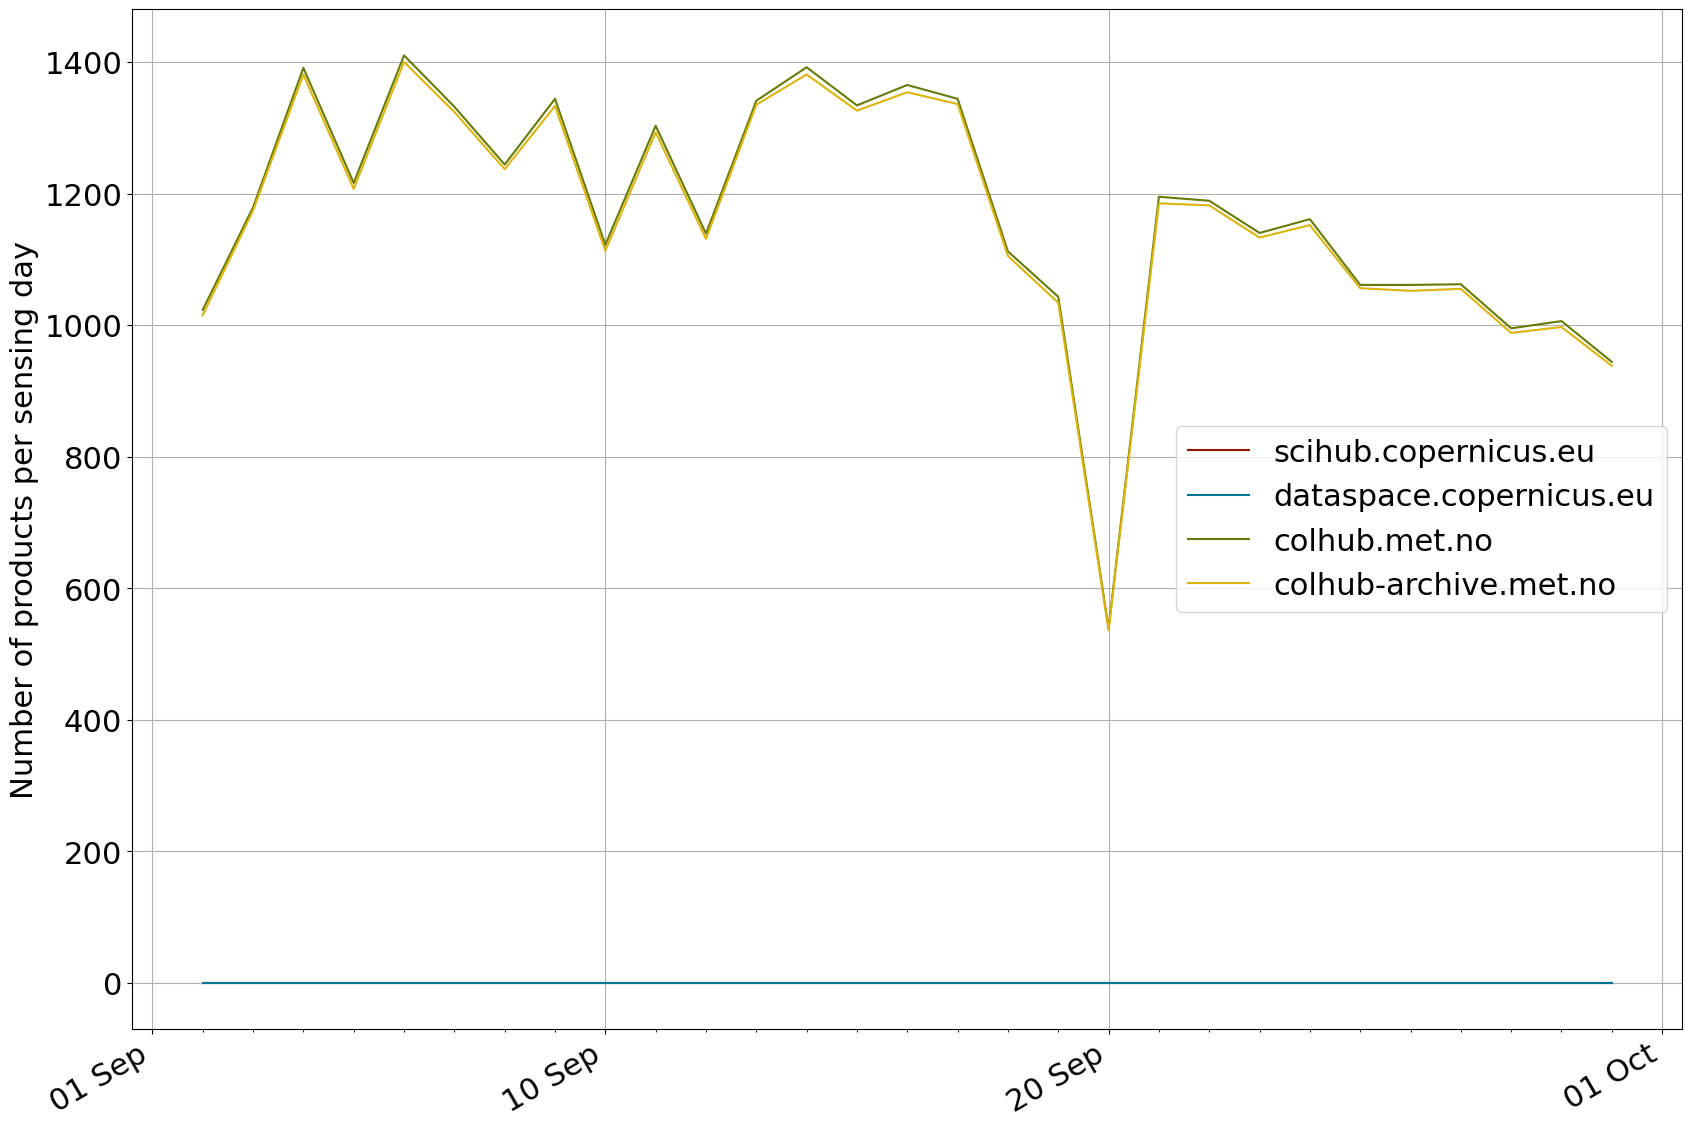 Number of products per sensing day
1400
1200
1000
800
600
400
200
0
scihub.copernicus.eu
dataspace.copernicus.eu
colhub.met.no
colhub-archive.met.no
01 Sep
10 Sep
20 Sep
01 Oct